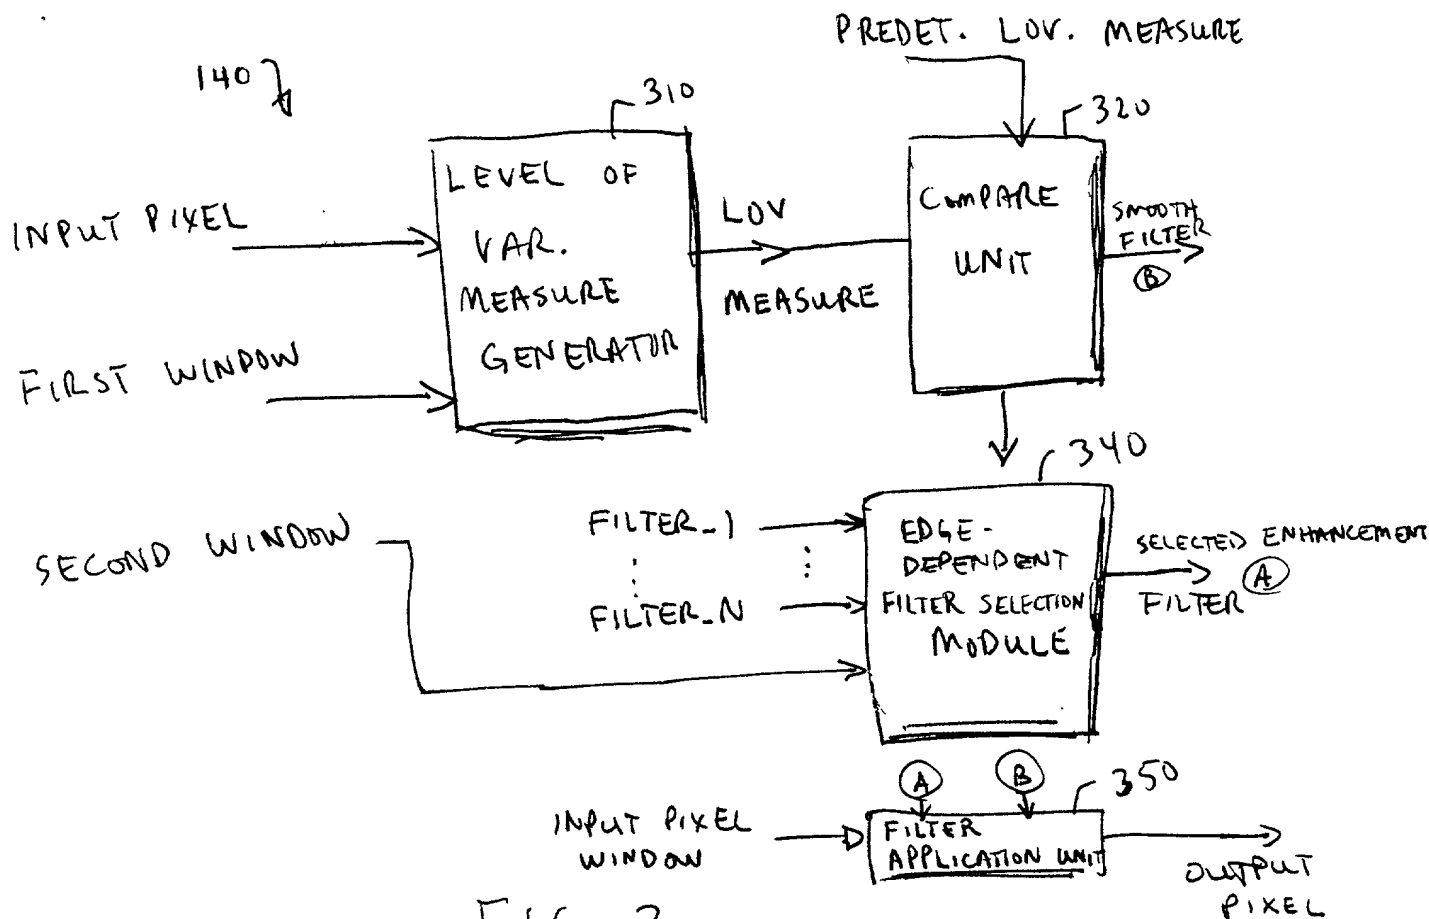 PREDET. LOV. MEASURE
140
310
320
LEVEL OF
VAR.
MEASURE
GENERATOR
INPUT PIXEL
FIRST WINDOW
LOV
MEASURE
COMPARE
UNIT
SMOOTH
FILTER
B
340
SECOND WINDOW
FILTER_1
FILTER_N
EDGE-
DEPENDENT
FILTER SELECTION
MODULE
SELECTED ENHANCEMENT
FILTER A
A
B
350
INPUT PIXEL
WINDOW
FILTER
APPLICATION UNIT
OUTPUT
PIXEL